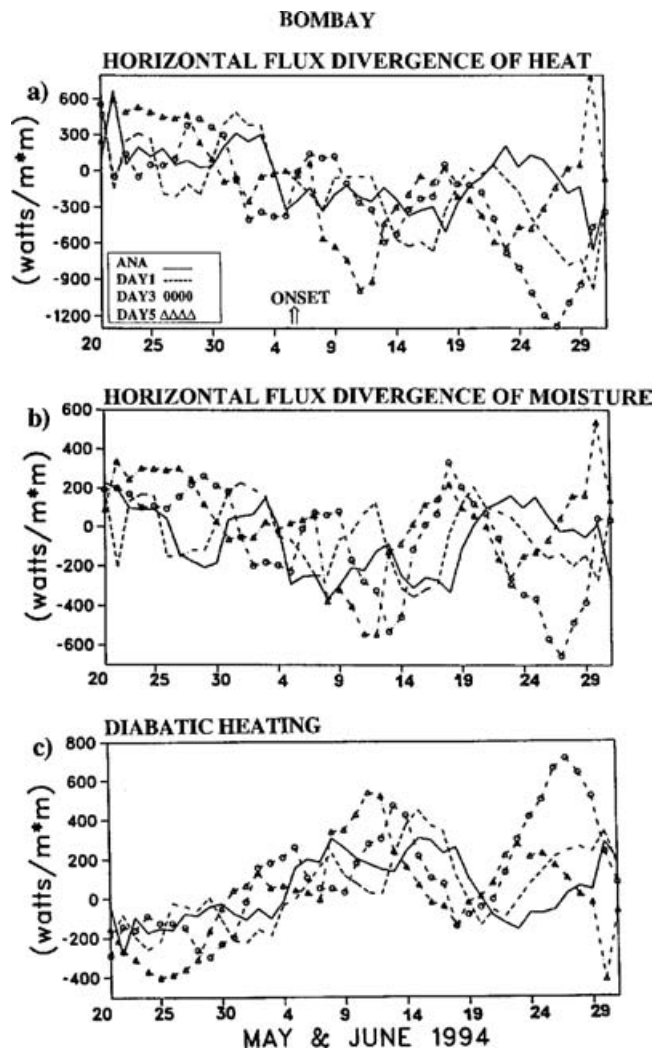 BOMBAY
HORIZONTAL FLUX DIVERGENCE OF HEAT
a)
600
300
0
-300
-600
-900
-1200
(watts/m*m)
ANA
DAY1
DAY3 0000
DAY5 ΔΔΔΔ
ONSET
⇑
20 25 30 4 9 14 19 24 29
HORIZONTAL FLUX DIVERGENCE OF MOISTURE
b)
600
400
200
0
-200
-400
-600
(watts/m*m)
20 25 30 4 9 14 19 24 29
DIABATIC HEATING
c)
800
600
400
200
0
-200
-400
(watts/m*m)
20 25 30 4 9 14 19 24 29
MAY & JUNE 1994